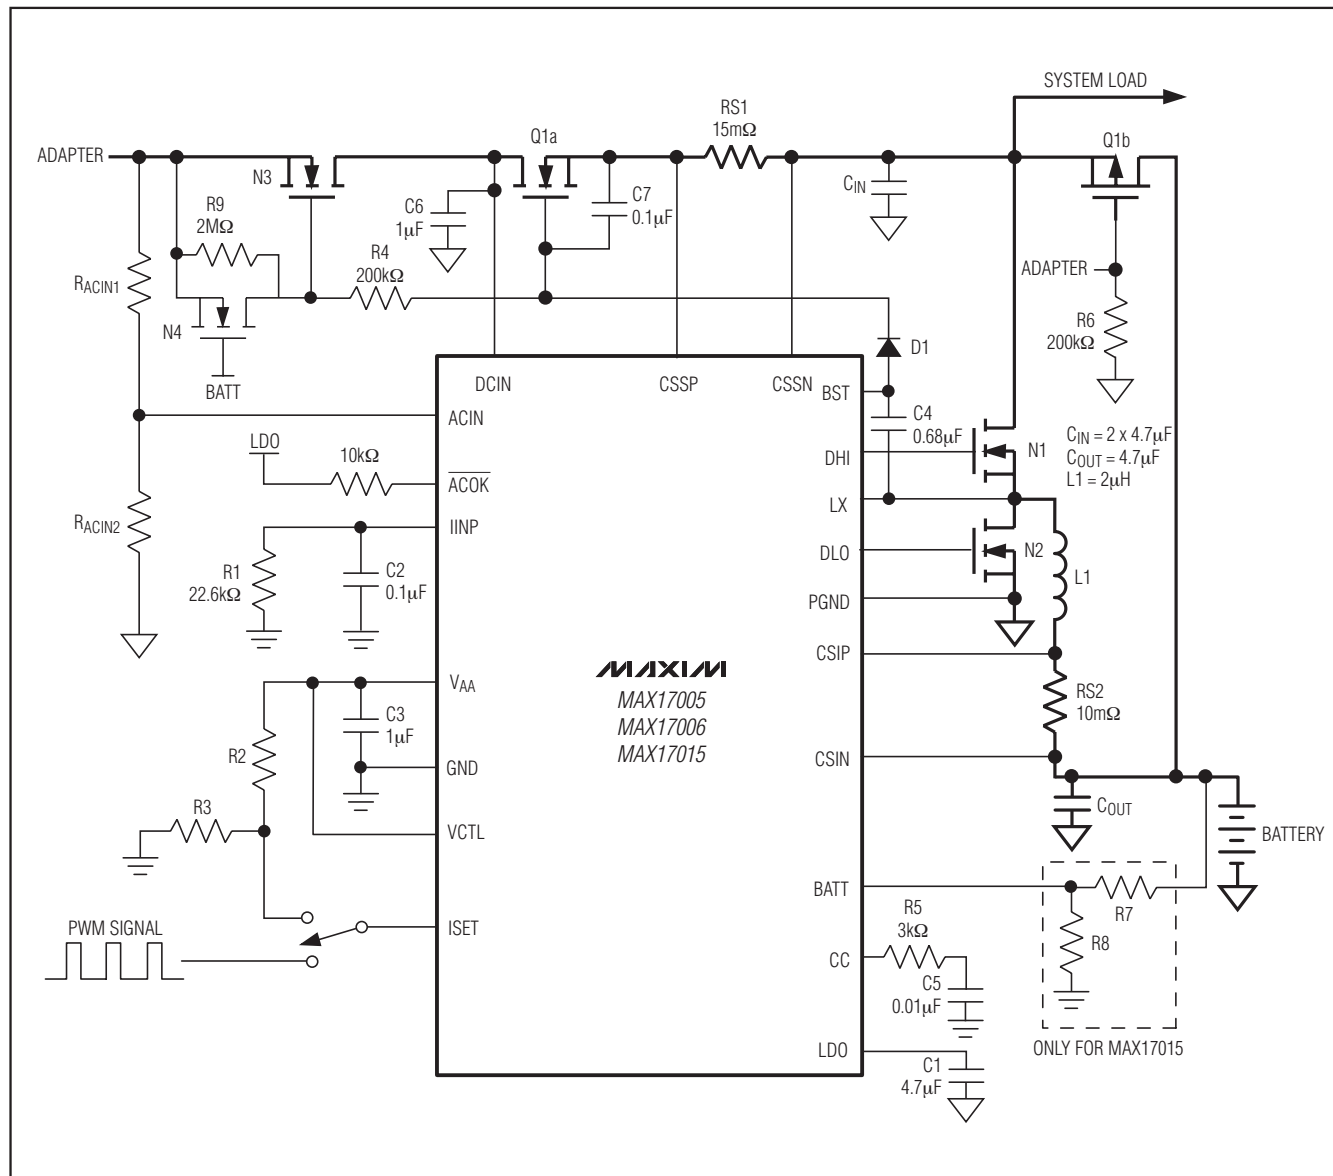 SYSTEM LOAD
ADAPTER
N3
Q1a
RS1
15mΩ
Q1b
R9
2MΩ
C6
1μF
C7
0.1μF
CIN
RACIN1
R4
200kΩ
ADAPTER
N4
BATT
D1
R6
200kΩ
DCIN
CSSP
CSSN
BST
ACIN
C4
0.68μF
LDO
10kΩ
ACOK
DHI
N1
CIN = 2 x 4.7μF
COUT = 4.7μF
L1 = 2μH
LX
RACIN2
IINP
R1
22.6kΩ
C2
0.1μF
DLO
N2
L1
PGND
CSIP
MAXIM
MAX17005
MAX17006
MAX17015
VAA
C3
1μF
RS2
10mΩ
R2
GND
CSIN
R3
VCTL
COUT
BATTERY
BATT
R7
R8
PWM SIGNAL
ISET
R5
3kΩ
CC
C5
0.01μF
LDO
C1
4.7μF
ONLY FOR MAX17015